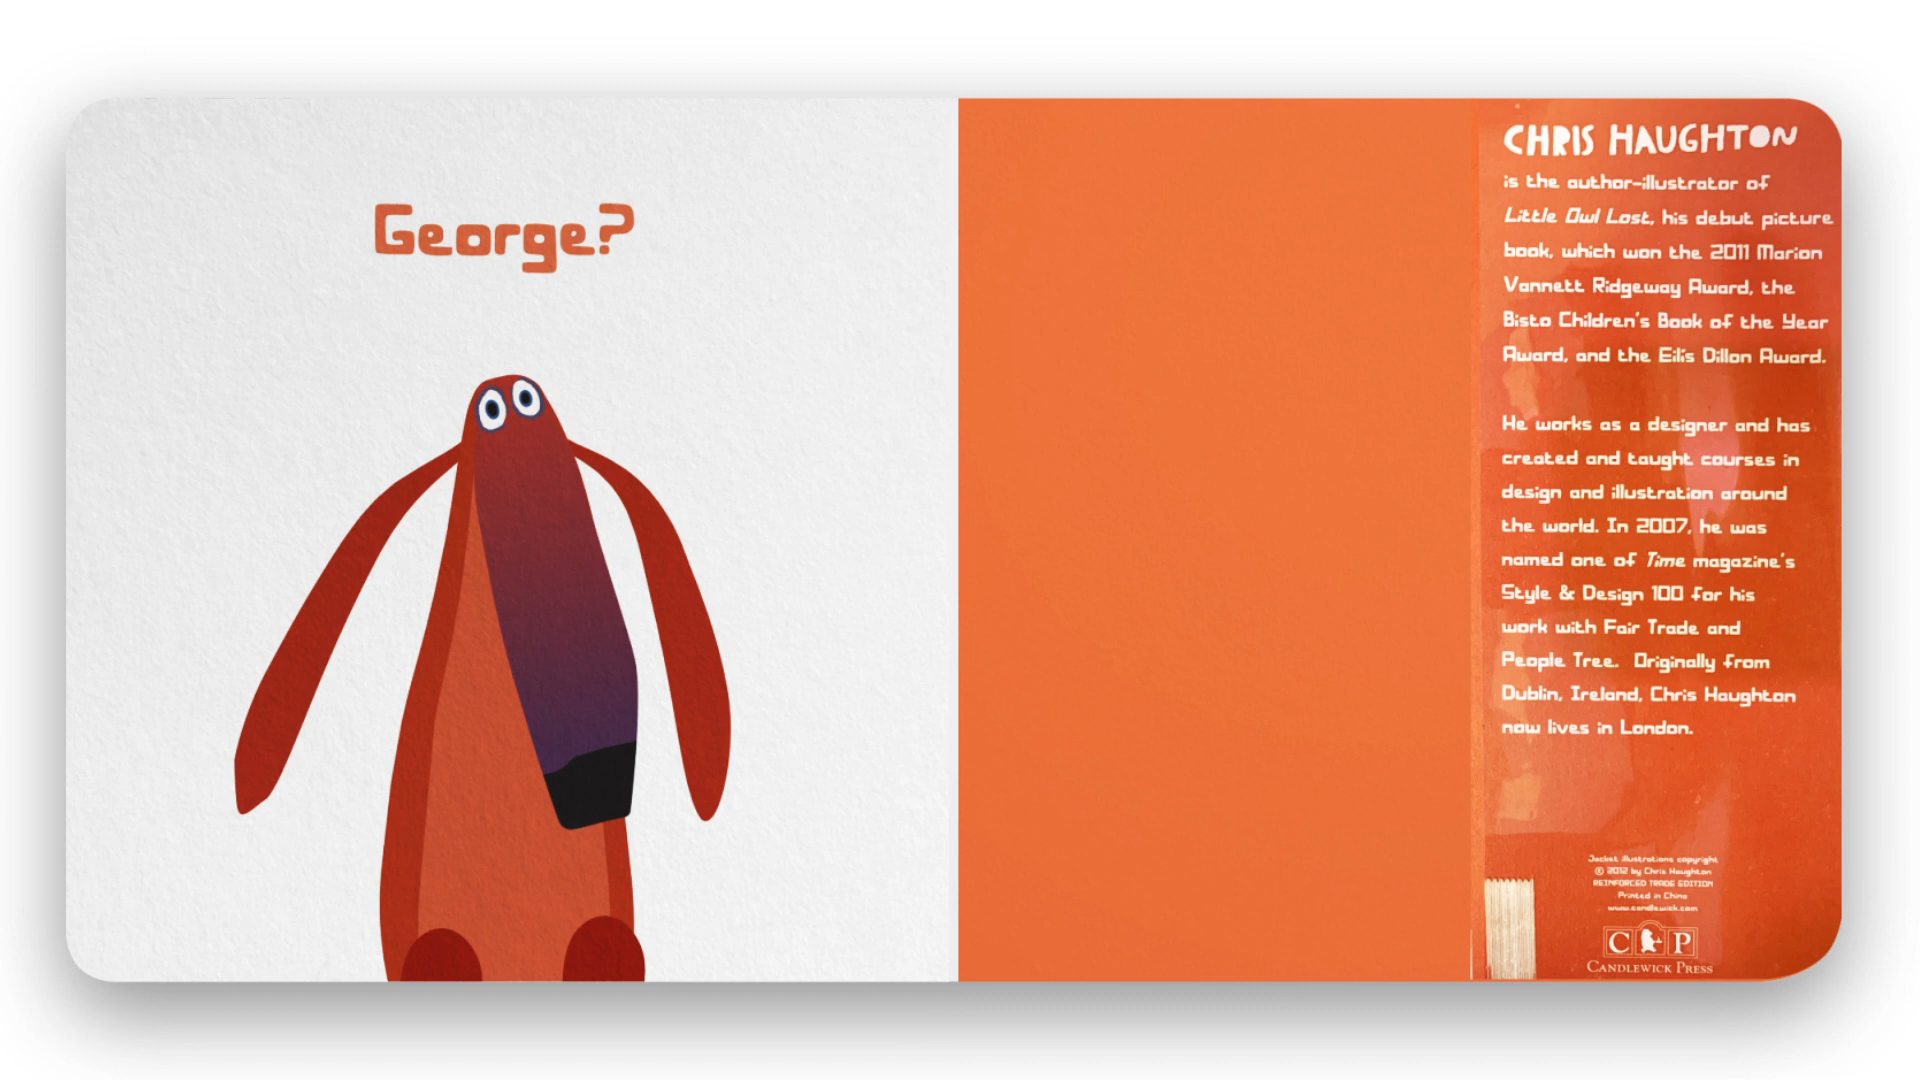 George?
CHRIS HAUGHTON
is the author-illustrator of
Little Owl Lost, his debut picture
book, which won the 2011 Marion
Vannett Ridgeway Award, the
Bisto Children's Book of the Year
Award, and the Eilís Dillon Award.
He works as a designer and has
created and taught courses in
design and illustration around
the world. In 2007, he was
named one of Time magazine's
Style & Design 100 for his
work with Fair Trade and
People Tree. Originally from
Dublin, Ireland, Chris Haughton
now lives in London.
Jacket illustrations copyright
© 2012 by Chris Haughton
REINFORCED TRADE EDITION
Printed in China
www.candlewick.com
C P
CANDLEWICK PRESS